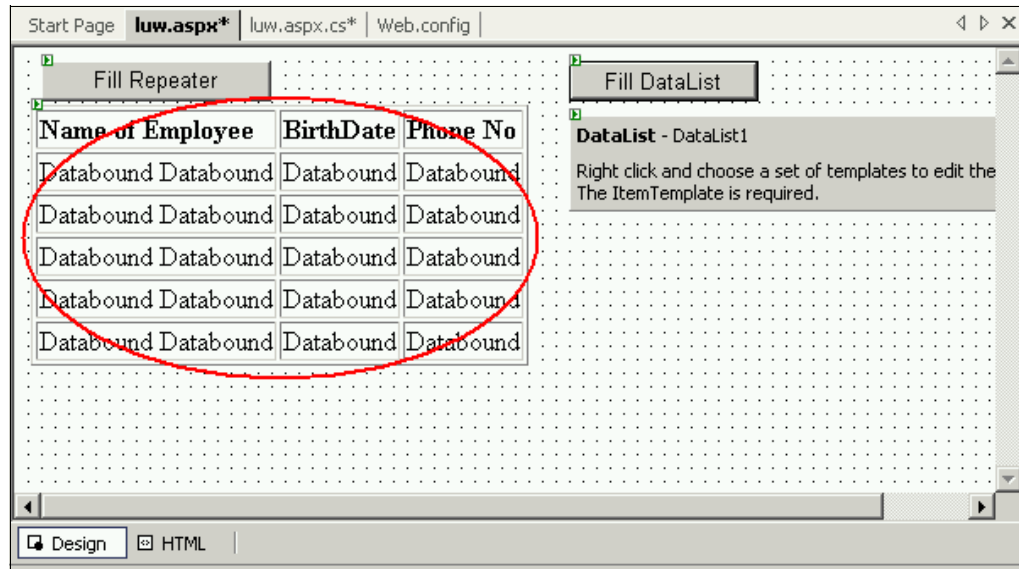 Start Page luw.aspx* luw.aspx.cs* Web.config
Fill Repeater
Name of Employee BirthDate Phone No
Databound Databound Databound Databound
Databound Databound Databound Databound
Databound Databound Databound Databound
Databound Databound Databound Databound
Databound Databound Databound Databound
Fill DataList
DataList - DataList1
Right click and choose a set of templates to edit the
The ItemTemplate is required.
Design HTML